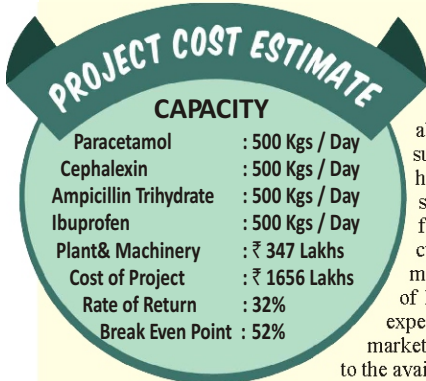 PROJECT COST ESTIMATE
CAPACITY
Paracetamol : 500 Kgs / Day
Cephalexin : 500 Kgs / Day
Ampicillin Trihydrate : 500 Kgs / Day
Ibuprofen : 500 Kgs / Day
Plant& Machinery : ₹ 347 Lakhs
Cost of Project : ₹ 1656 Lakhs
Rate of Return : 32%
Break Even Point : 52%
of
expe
market
to the avai